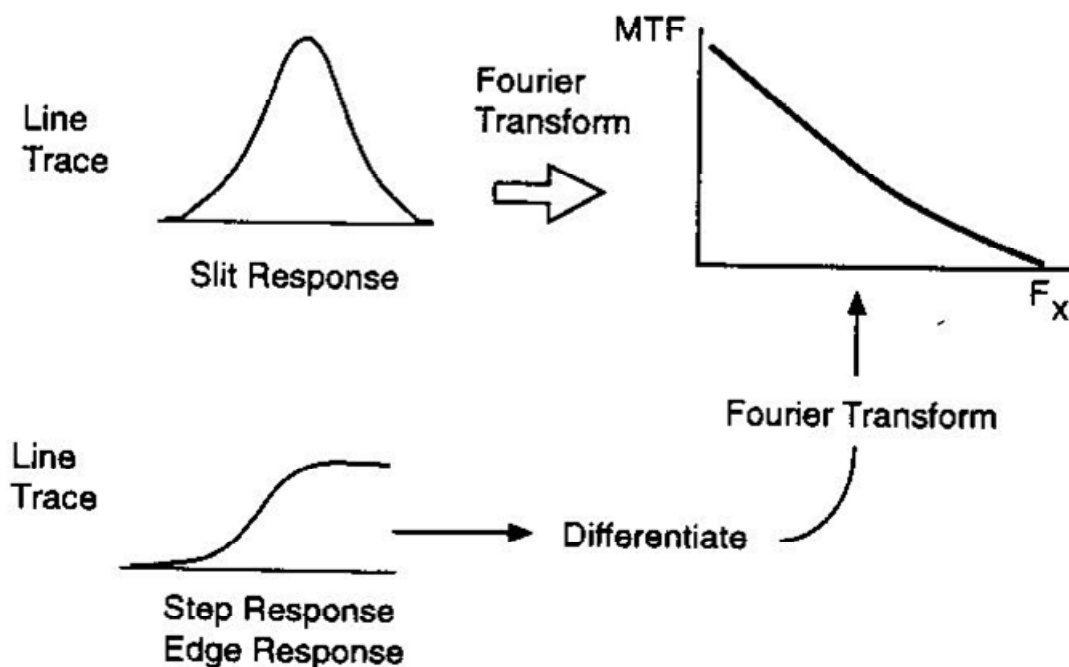 MTF
Fourier
Transform
Line
Trace
Slit Response
F x
Fourier Transform
Line
Trace
Differentiate
Step Response
Edge Response